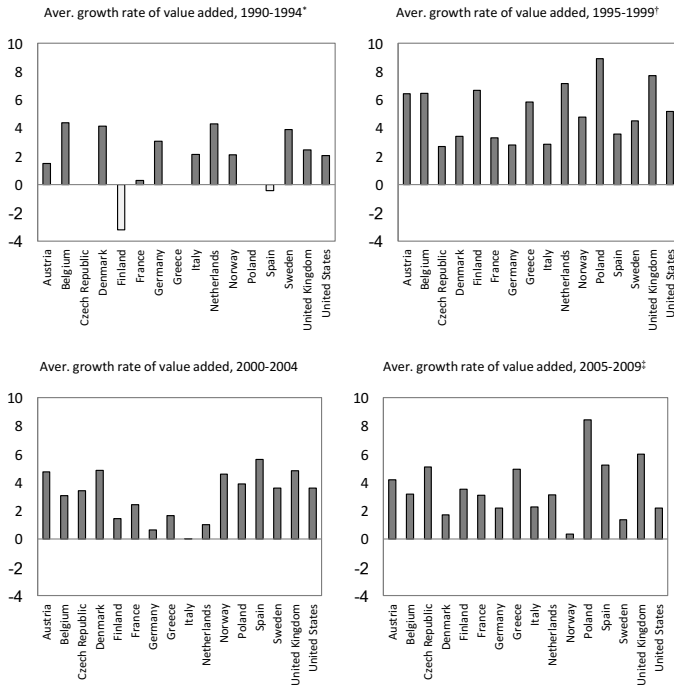 Aver. growth rate of value added, 1990-1994*
10
8
6
4
2
0
-2
-4
Austria
Belgium
Czech Republic
Denmark
Finland
France
Germany
Greece
Italy
Netherlands
Norway
Poland
Spain
Sweden
United Kingdom
United States
Aver. growth rate of value added, 1995-1999†
10
8
6
4
2
0
-2
-4
Austria
Belgium
Czech Republic
Denmark
Finland
France
Germany
Greece
Italy
Netherlands
Norway
Poland
Spain
Sweden
United Kingdom
United States
Aver. growth rate of value added, 2000-2004
10
8
6
4
2
0
-2
-4
Austria
Belgium
Czech Republic
Denmark
Finland
France
Germany
Greece
Italy
Netherlands
Norway
Poland
Spain
Sweden
United Kingdom
United States
Aver. growth rate of value added, 2005-2009‡
10
8
6
4
2
0
-2
-4
Austria
Belgium
Czech Republic
Denmark
Finland
France
Germany
Greece
Italy
Netherlands
Norway
Poland
Spain
Sweden
United Kingdom
United States